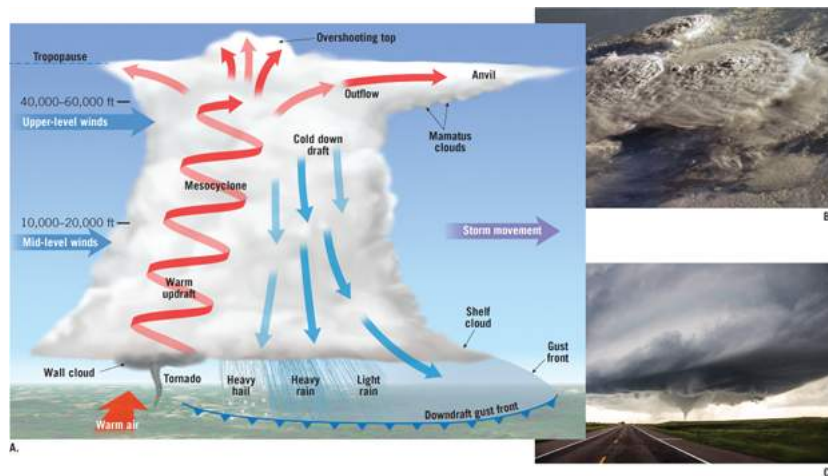 Overshooting top
Tropopause
Anvil
Outflow
40,000–60,000 ft
Upper-level winds
Mamatus
clouds
Cold down
draft
Mesocyclone
10,000–20,000 ft
Mid-level winds
Storm movement
Warm
updraft
Shelf
cloud
Gust
front
Wall cloud
Tornado
Heavy
hail
Heavy
rain
Light
rain
Downdraft gust front
Warm air
A.
B
C